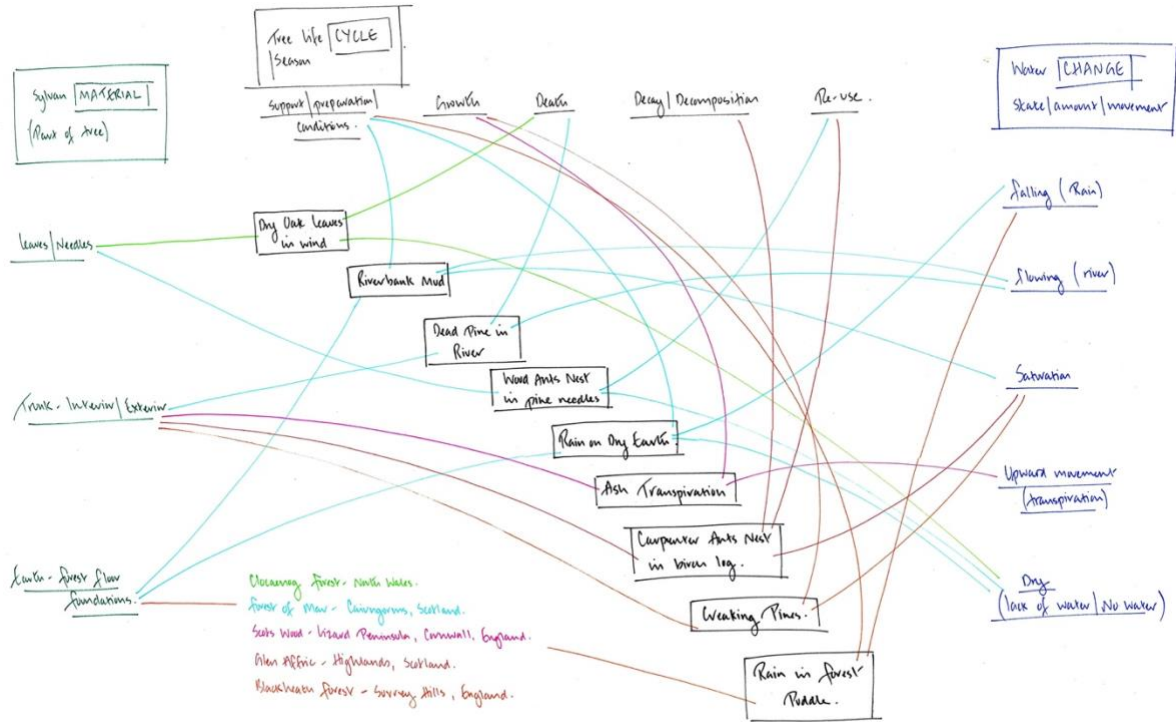 Tree life CYCLE
/Season
Sylvan MATERIAL
(Part of tree)
Water CHANGE
State/amount/movement
Support/preparation/
Conditions.
Growth
Death
Decay/Decomposition
Re-use.
falling (Rain)
Dry Oak leaves
in wind
leaves/Needles
Riverbank Mud
flowing (river)
Dead Pine in
River
Wood Ants Nest
in pine needles
Saturation
Trunk - Interior/Exterior
Rain on Dry Earth.
Ash Transpiration
Upward movement
(transpiration)
Carpenter Ants Nest
in birch log.
Earth - forest floor
foundations.
Dry
(lack of water/No water)
Clocaenog forest - North Wales.
Forest of Mar - Cairngorms, Scotland.
Scots Wood - Lizard Peninsula, Cornwall, England.
Glen Affric - Highlands, Scotland.
Blackheath forest - Surrey Hills, England.
Creaking Pines.
Rain in forest
Puddle.